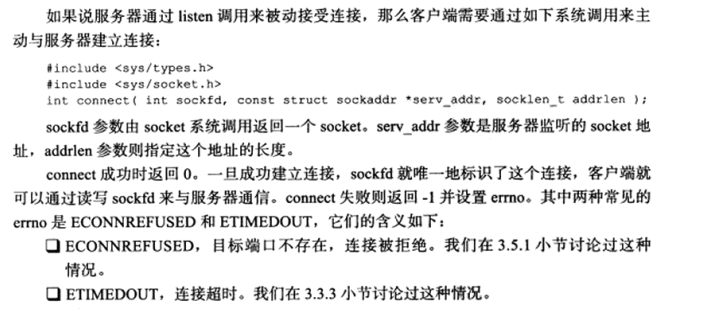 如果说服务器通过 listen 调用来被动接受连接，那么客户端需要通过如下系统调用来主
动与服务器建立连接：
#include <sys/types.h>
#include <sys/socket.h>
int connect( int sockfd, const struct sockaddr *serv_addr, socklen_t addrlen );
sockfd 参数由 socket 系统调用返回一个 socket。serv_addr 参数是服务器监听的 socket 地
址，addrlen 参数则指定这个地址的长度。
connect 成功时返回 0。一旦成功建立连接，sockfd 就唯一地标识了这个连接，客户端就
可以通过读写 sockfd 来与服务器通信。connect 失败则返回 -1 并设置 errno。其中两种常见的
errno 是 ECONNREFUSED 和 ETIMEDOUT，它们的含义如下：
❑ ECONNREFUSED，目标端口不存在，连接被拒绝。我们在 3.5.1 小节讨论过这种
情况。
❑ ETIMEDOUT，连接超时。我们在 3.3.3 小节讨论过这种情况。